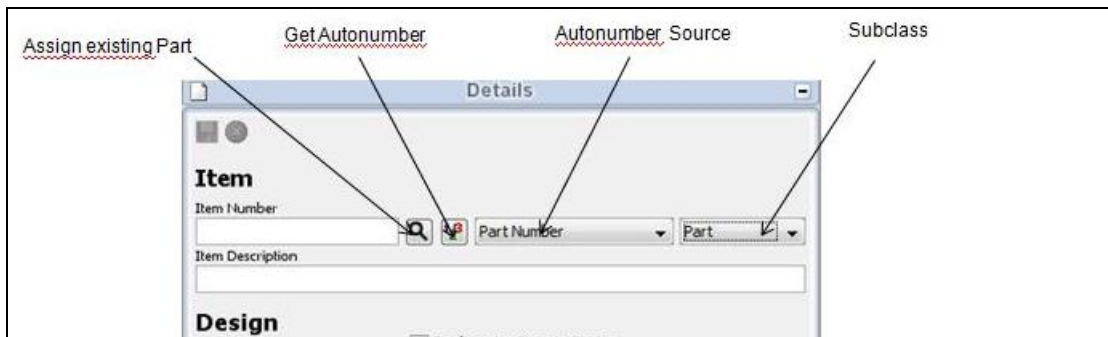 Assign existing Part
Get Autonumber
Autonumber Source
Subclass
Details
Item
Item Number
Part Number
Part
Item Description
Design